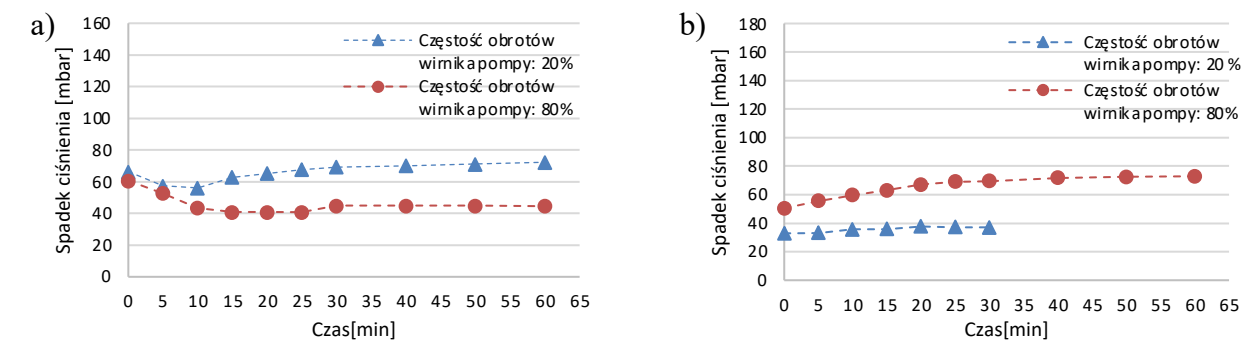 a)
Spadek ciśnienia [mbar]
160
140
120
100
80
60
40
20
0
Częstość obrotów
wirnika pompy: 20%
Częstość obrotów
wirnika pompy: 80%
0 5 10 15 20 25 30 35 40 45 50 55 60 65
Czas[min]
b)
Spadek ciśnienia [mbar]
180
160
140
120
100
80
60
40
20
0
Częstość obrotów
wirnika pompy: 20%
Częstość obrotów
wirnika pompy: 80%
0 5 10 15 20 25 30 35 40 45 50 55 60 65
Czas[min]